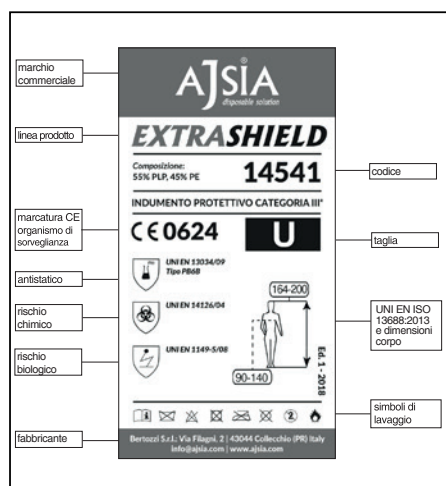 marchio
commerciale
AJSIA
disposable solution
linea prodotto
EXTRASHIELD
Composizione:
55% PLP, 45% PE
14541
codice
INDUMENTO PROTETTIVO CATEGORIA III°
marcatura CE
organismo di
sorveglianza
CE 0624
U
taglia
antistatico
UNI EN 13034/09
Tipo PB6B
rischio
chimico
UNI EN 14126/04
164-200
UNI EN ISO
13688:2013
e dimensioni
corpo
rischio
biologico
UNI EN 1149-5/08
90-140
Ed. 1 - 2018
2
simboli di
lavaggio
fabbricante
Bertozzi S.r.l.: Via Filagni, 2 | 43044 Collecchio (PR) Italy
info@ajsia.com | www.ajsia.com